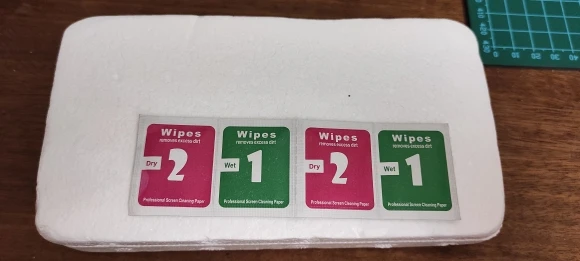 Wipes
removes excess dirt
Dry
2
Professional Screen Cleaning Paper
Wipes
removes excess dirt
Wet
1
Professional Screen Cleaning Paper
Wipes
removes excess dirt
Dry
2
Professional Screen Cleaning Paper
Wipes
removes excess dirt
Wet
1
Professional Screen Cleaning Paper